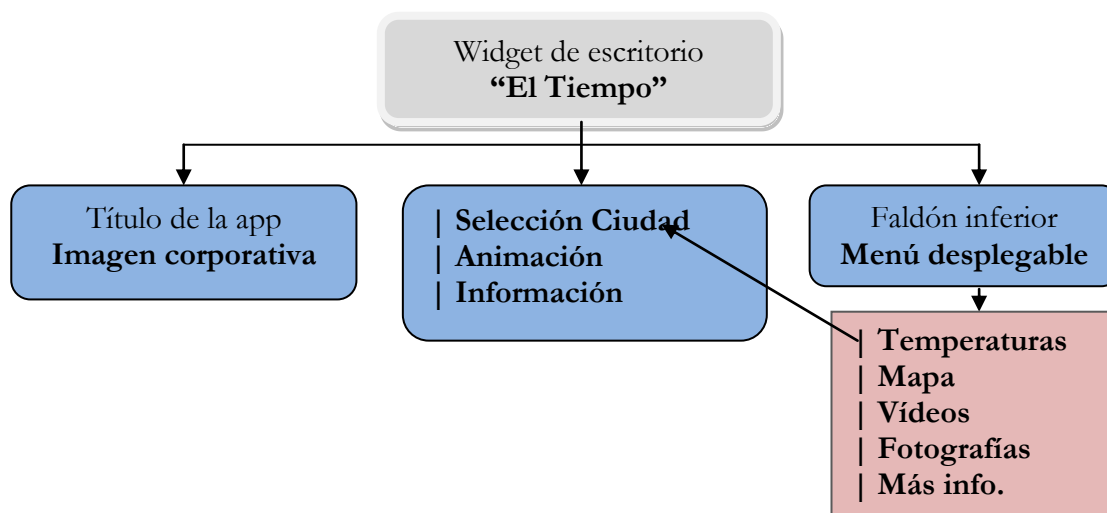 Widget de escritorio
“El Tiempo”
Título de la app
Imagen corporativa
| Selección Ciudad
| Animación
| Información
Faldón inferior
Menú desplegable
| Temperaturas
| Mapa
| Vídeos
| Fotografías
| Más info.